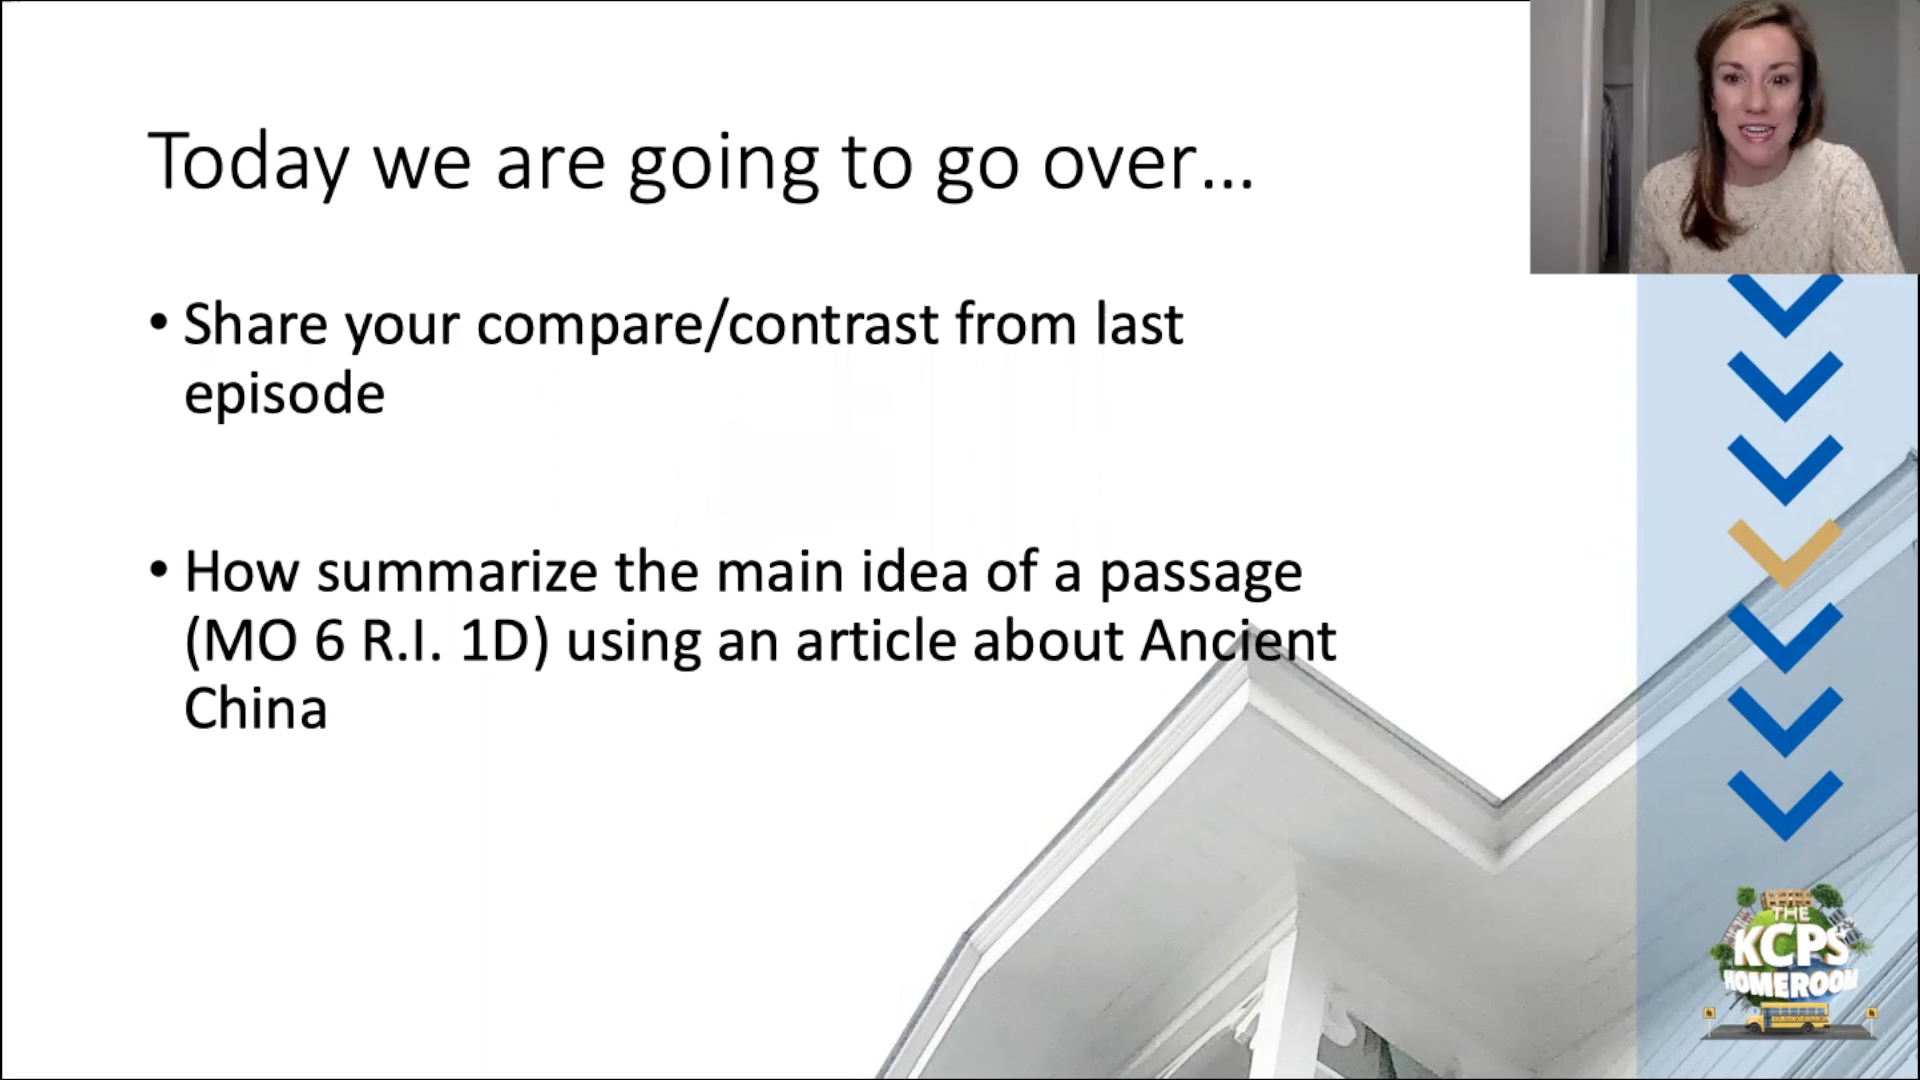 Today we are going to go over...
• Share your compare/contrast from last
episode
• How summarize the main idea of a passage
(MO 6 R.I. 1D) using an article about Ancient
China
THE
KCPS
HOMEROOM